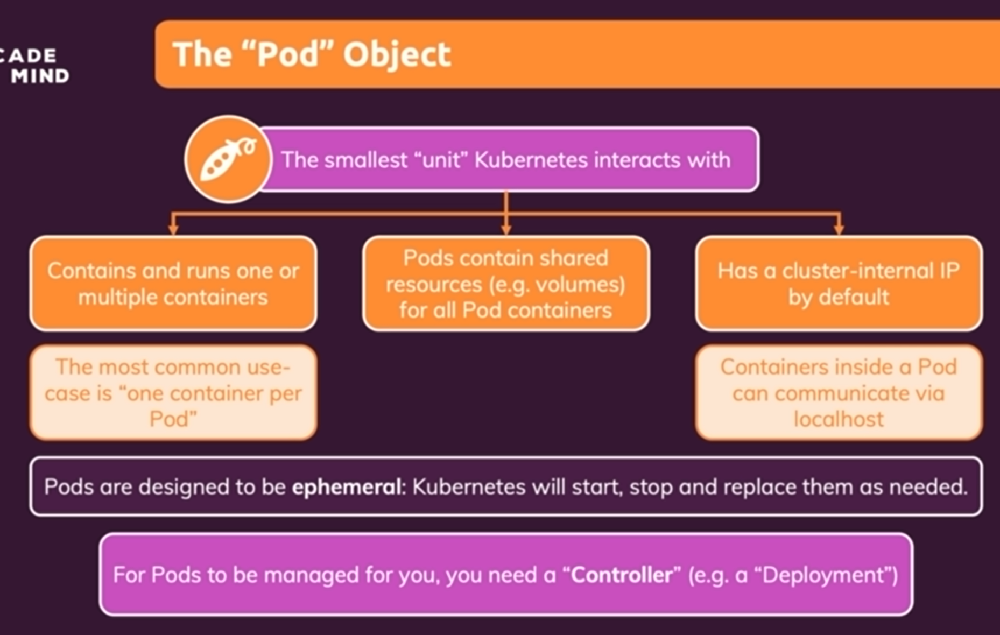 CADE
MIND
The “Pod” Object
The smallest “unit” Kubernetes interacts with
Contains and runs one or
multiple containers
Pods contain shared
resources (e.g. volumes)
for all Pod containers
Has a cluster-internal IP
by default
The most common use-
case is “one container per
Pod”
Containers inside a Pod
can communicate via
localhost
Pods are designed to be ephemeral: Kubernetes will start, stop and replace them as needed.
For Pods to be managed for you, you need a “Controller” (e.g. a “Deployment”)